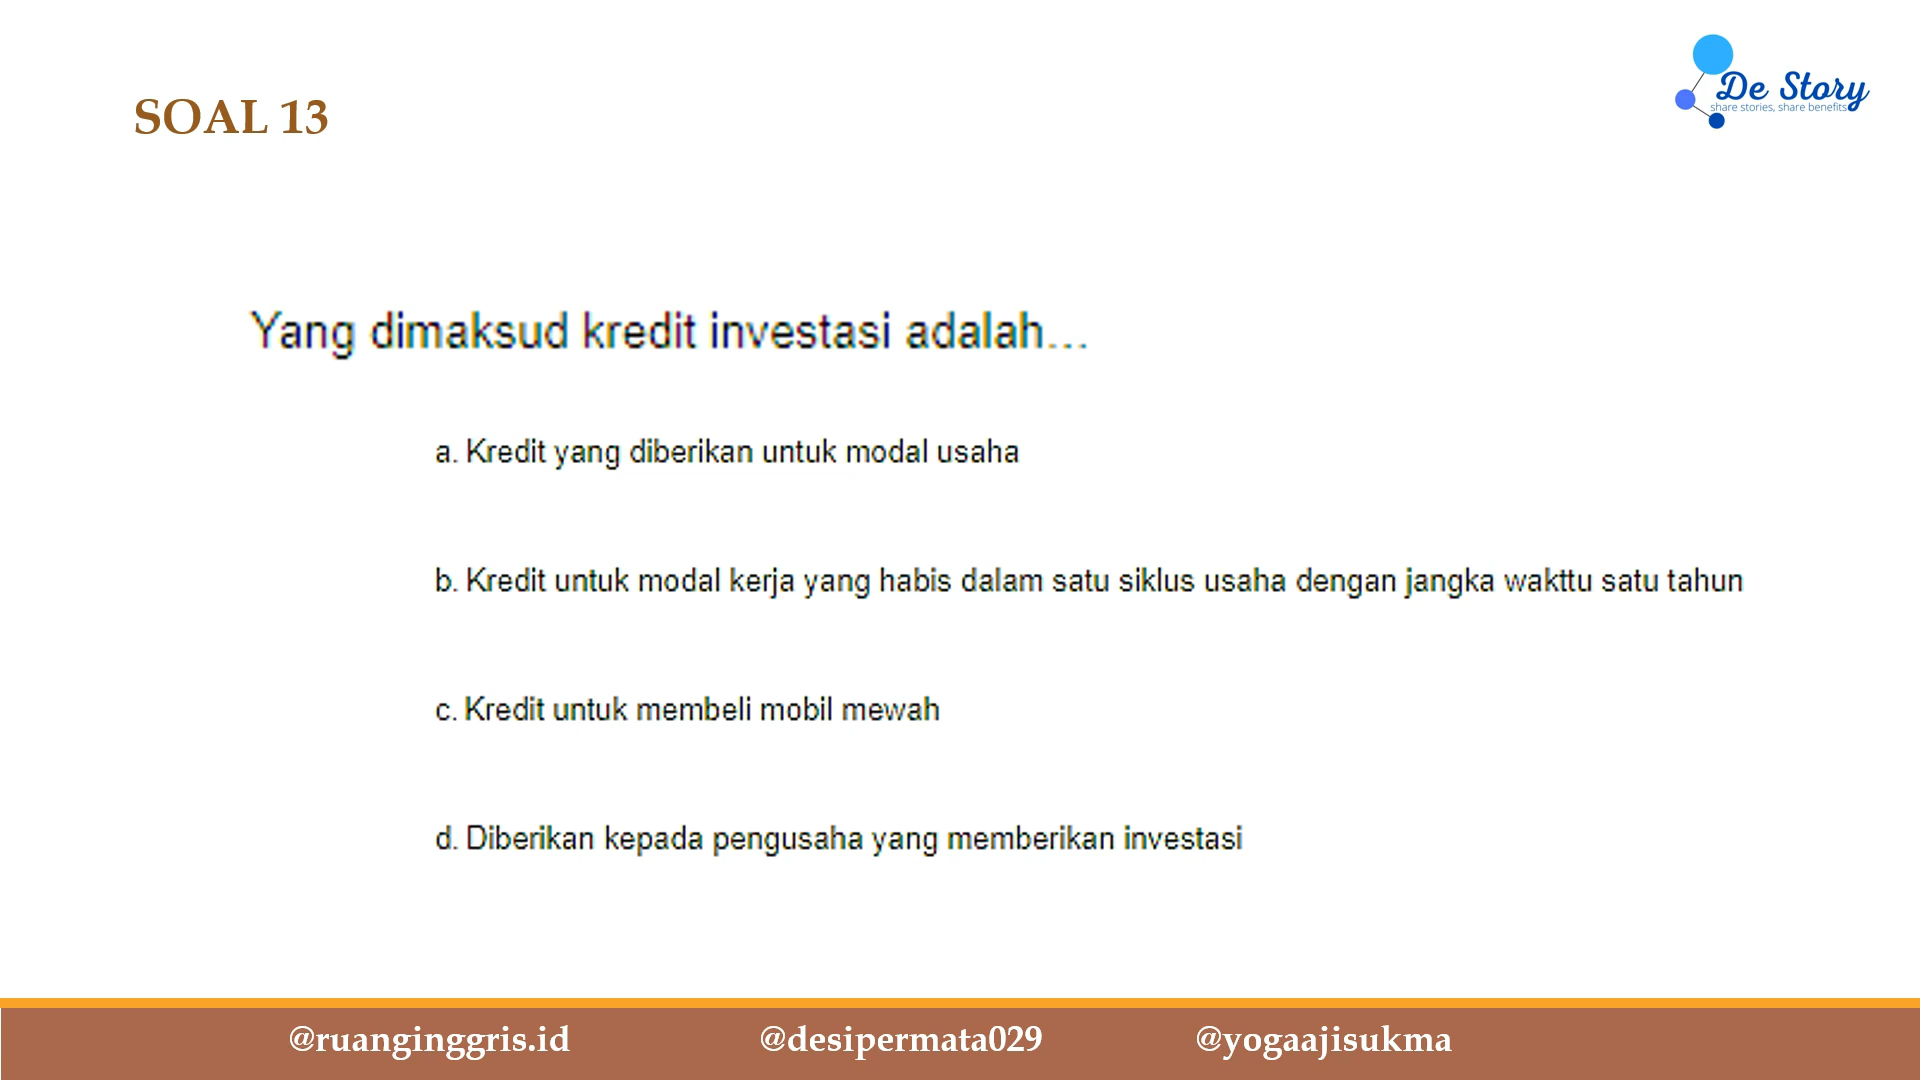 De Story
share stories, share benefits
SOAL 13
Yang dimaksud kredit investasi adalah...
a. Kredit yang diberikan untuk modal usaha
b. Kredit untuk modal kerja yang habis dalam satu siklus usaha dengan jangka wakttu satu tahun
c. Kredit untuk membeli mobil mewah
d. Diberikan kepada pengusaha yang memberikan investasi
@ruanginggris.id @desipermata029 @yogaajisukma